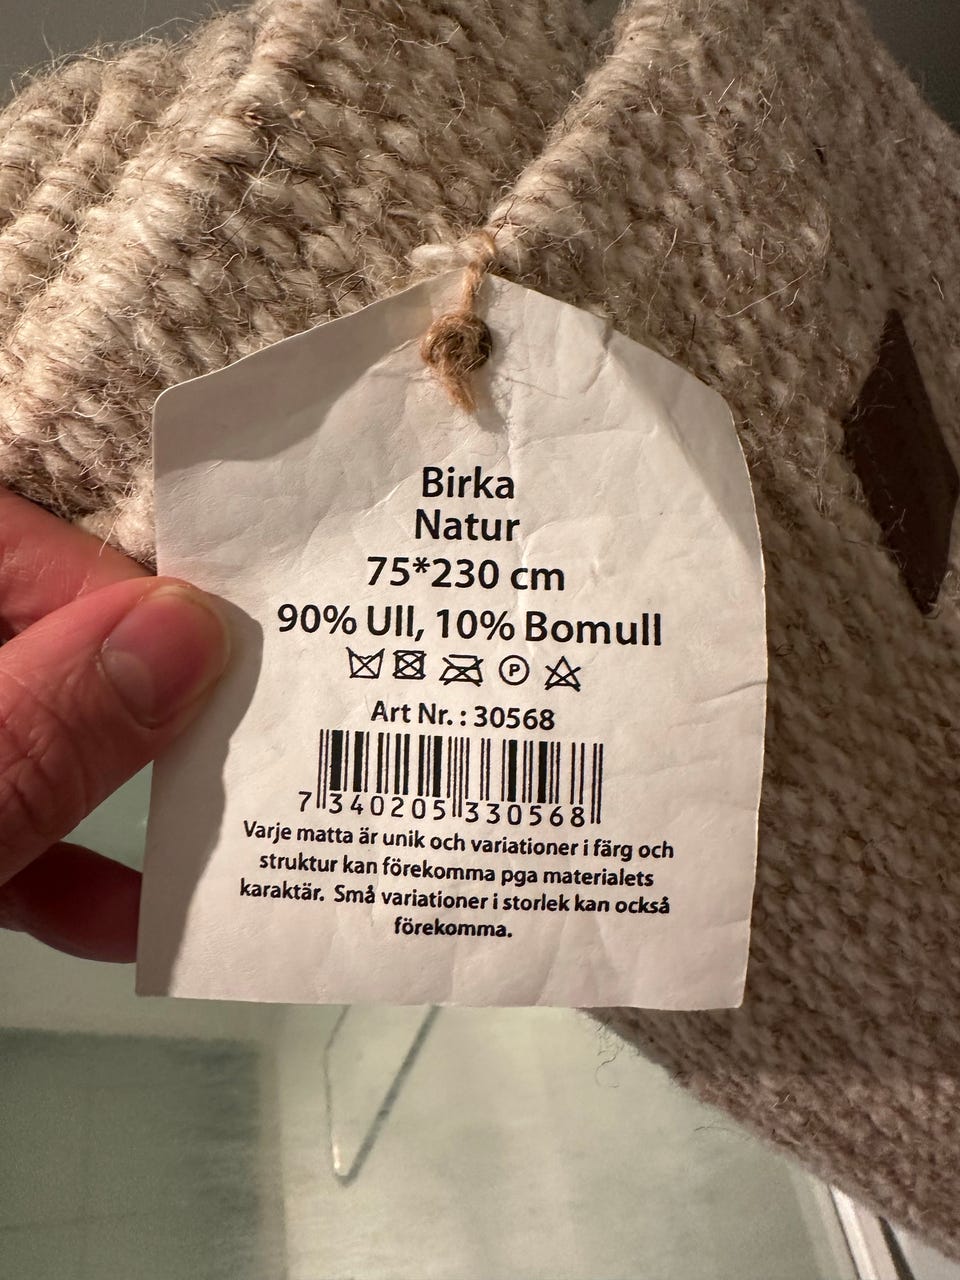 Birka
Natur
75*230 cm
90% Ull, 10% Bomull
P
Art Nr. : 30568
7 340205 330568
Varje matta är unik och variationer i färg och
struktur kan förekomma pga materialets
karaktär. Små variationer i storlek kan också
förekomma.